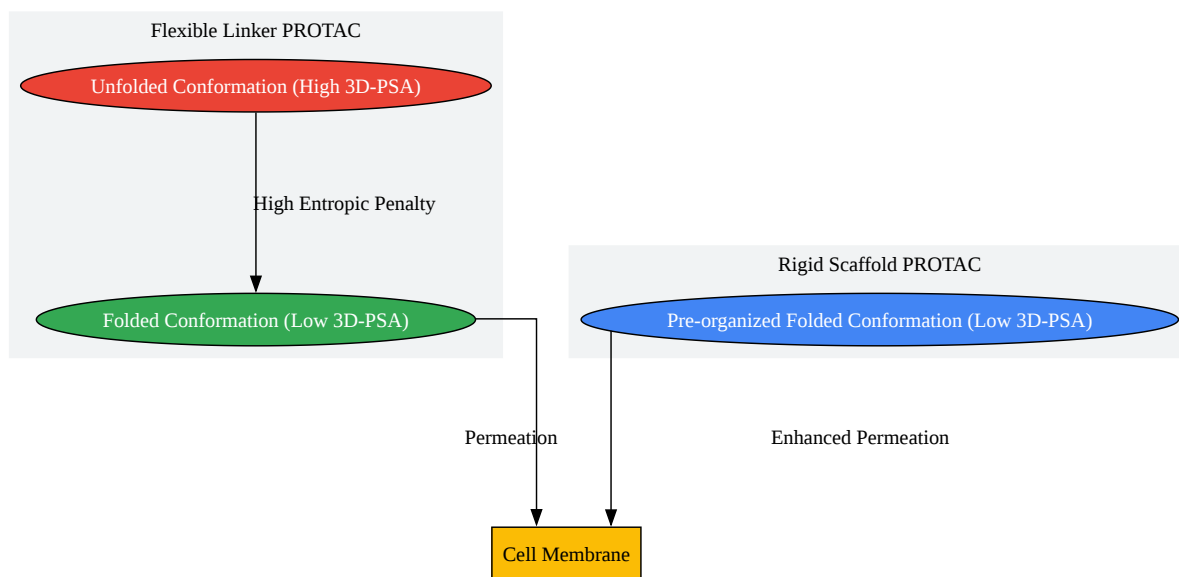 Flexible Linker PROTAC
Unfolded Conformation (High 3D-PSA)
High Entropic Penalty
Folded Conformation (Low 3D-PSA)
Rigid Scaffold PROTAC
Pre-organized Folded Conformation (Low 3D-PSA)
Permeation
Enhanced Permeation
Cell Membrane